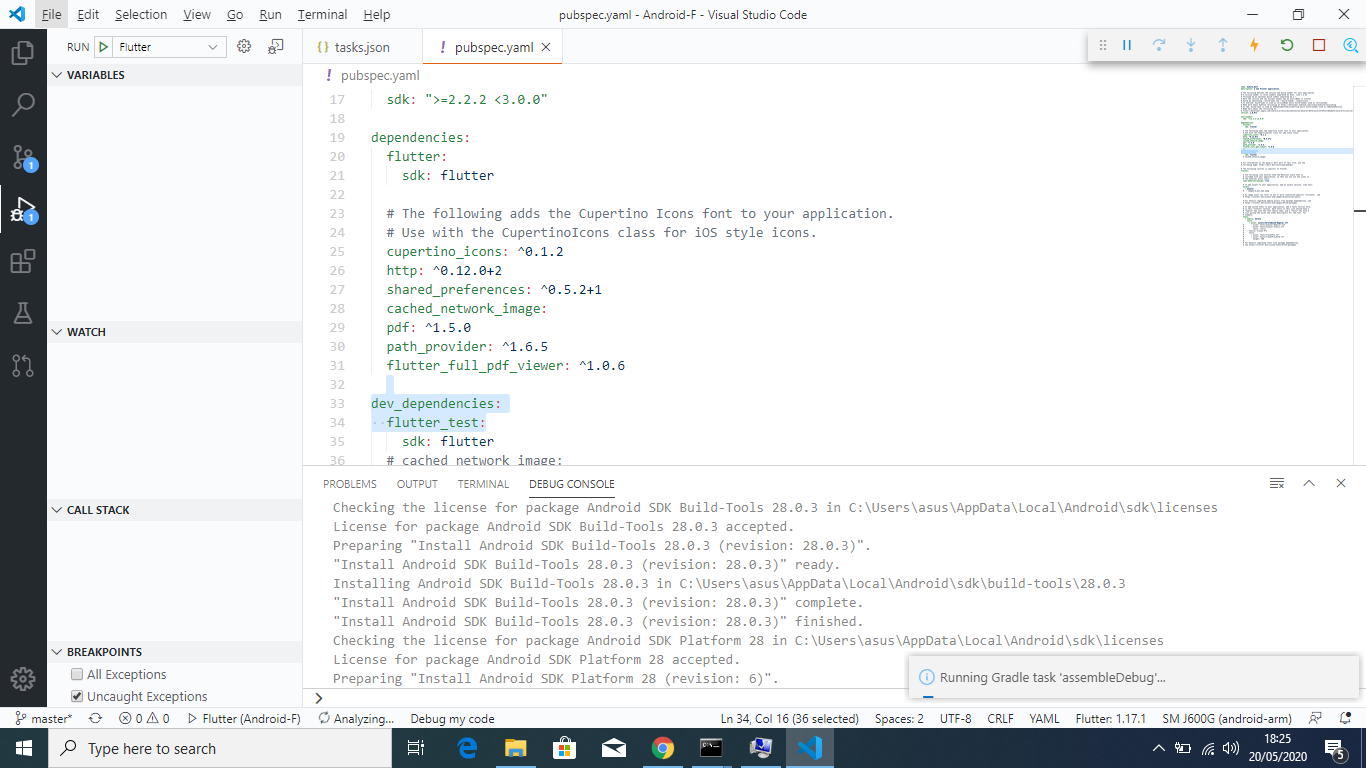 File Edit Selection View Go Run Terminal Help
pubspec.yaml - Android-F - Visual Studio Code
RUN Flutter
tasks.json
! pubspec.yaml
! pubspec.yaml
VARIABLES
WATCH
CALL STACK
BREAKPOINTS
All Exceptions
Uncaught Exceptions
1
1
17 sdk: ">=2.2.2 <3.0.0"
18
19 dependencies:
20 flutter:
21 sdk: flutter
22
23 # The following adds the Cupertino Icons font to your application.
24 # Use with the CupertinoIcons class for iOS style icons.
25 cupertino_icons: ^0.1.2
26 http: ^0.12.0+2
27 shared_preferences: ^0.5.2+1
28 cached_network_image:
29 pdf: ^1.5.0
30 path_provider: ^1.6.5
31 flutter_full_pdf_viewer: ^1.0.6
32
33 dev_dependencies:
34 flutter_test:
35 sdk: flutter
36 # cached_network_image:
PROBLEMS OUTPUT TERMINAL DEBUG CONSOLE
Checking the license for package Android SDK Build-Tools 28.0.3 in C:\Users\asus\AppData\Local\Android\sdk\licenses
License for package Android SDK Build-Tools 28.0.3 accepted.
Preparing "Install Android SDK Build-Tools 28.0.3 (revision: 28.0.3)".
"Install Android SDK Build-Tools 28.0.3 (revision: 28.0.3)" ready.
Installing Android SDK Build-Tools 28.0.3 in C:\Users\asus\AppData\Local\Android\sdk\build-tools\28.0.3
"Install Android SDK Build-Tools 28.0.3 (revision: 28.0.3)" complete.
"Install Android SDK Build-Tools 28.0.3 (revision: 28.0.3)" finished.
Checking the license for package Android SDK Platform 28 in C:\Users\asus\AppData\Local\Android\sdk\licenses
License for package Android SDK Platform 28 accepted.
Preparing "Install Android SDK Platform 28 (revision: 6)".
Running Gradle task 'assembleDebug'...
master* 0 0 Flutter (Android-F) Analyzing... Debug my code Ln 34, Col 16 (36 selected) Spaces: 2 UTF-8 CRLF YAML Flutter: 1.17.1 SM J600G (android-arm)
Type here to search
18:25
20/05/2020
5